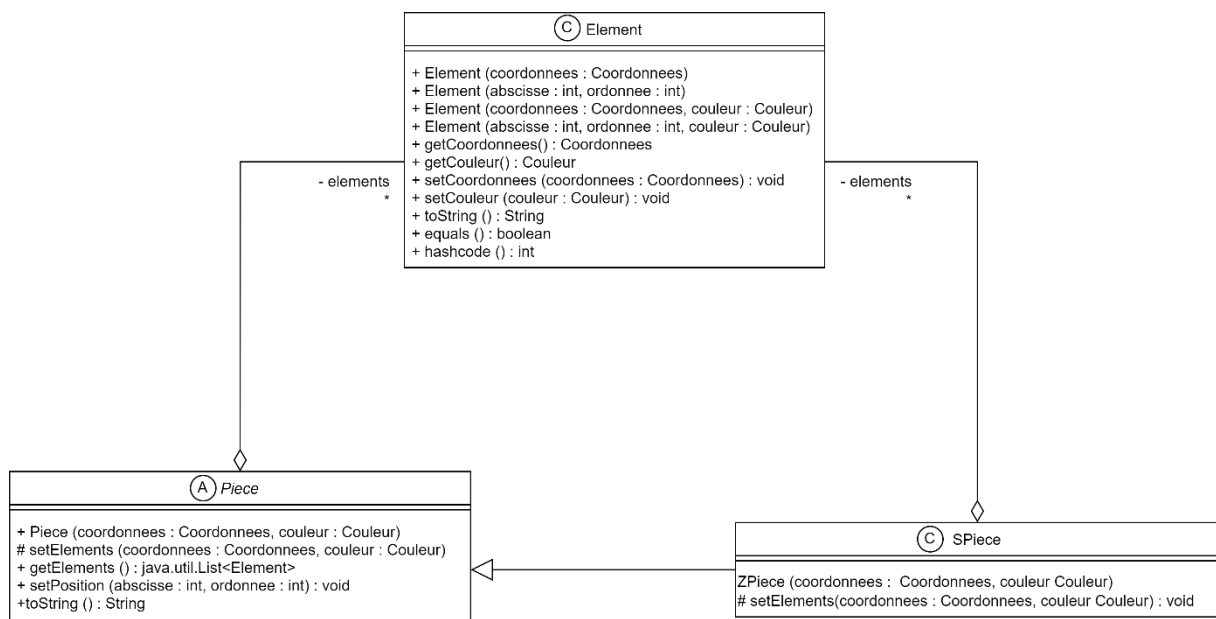 C Element
+ Element (coordonnees : Coordonnees)
+ Element (abscisse : int, ordonnee : int)
+ Element (coordonnees : Coordonnees, couleur : Couleur)
+ Element (abscisse : int, ordonnee : int, couleur : Couleur)
+ getCoordonnees() : Coordonnees
+ getCouleur() : Couleur
+ setCoordonnees (coordonnees : Coordonnees) : void
+ setCouleur (couleur : Couleur) : void
+ toString () : String
+ equals () : boolean
+ hashcode () : int
- elements
*
- elements
*
A Piece
+ Piece (coordonnees : Coordonnees, couleur : Couleur)
# setElements (coordonnees : Coordonnees, couleur : Couleur)
+ getElements () : java.util.List<Element>
+ setPosition (abscisse : int, ordonnee : int) : void
+toString () : String
C SPiece
ZPiece (coordonnees : Coordonnees, couleur Couleur)
# setElements(coordonnees : Coordonnees, couleur Couleur) : void